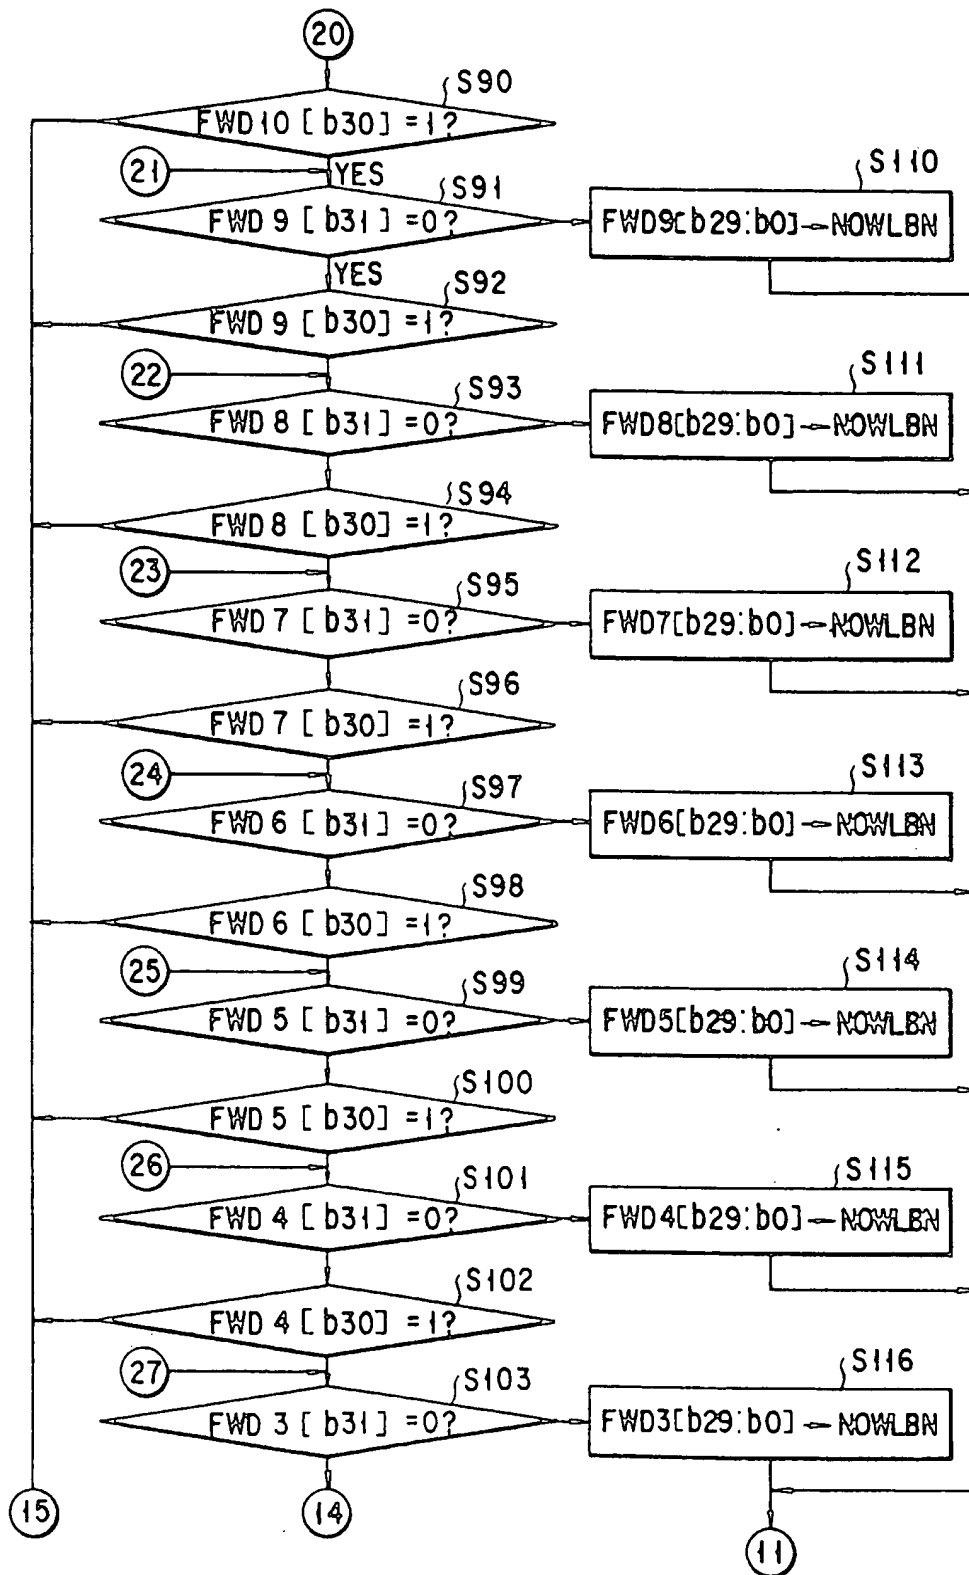 20
S90
FWD10 [b30] =1?
21
YES
S91
S110
FWD 9 [b31] =0?
FWD9[b29:b0]→NOWLBN
YES
S92
FWD 9 [b30] =1?
22
S93
S111
FWD 8 [b31] =0?
FWD8[b29:b0]→NOWLBN
S94
FWD 8 [b30] =1?
23
S95
S112
FWD 7 [b31] =0?
FWD7[b29:b0]→NOWLBN
S96
FWD 7 [b30] =1?
24
S97
S113
FWD 6 [b31] =0?
FWD6[b29:b0]→NOWLBN
S98
FWD 6 [b30] =1?
25
S99
S114
FWD 5 [b31] =0?
FWD5[b29:b0]→NOWLBN
S100
FWD 5 [b30] =1?
26
S101
S115
FWD 4 [b31] =0?
FWD4[b29:b0]→NOWLBN
S102
FWD 4 [b30] =1?
27
S103
S116
FWD 3 [b31] =0?
FWD3[b29:b0]→NOWLBN
15
14
11